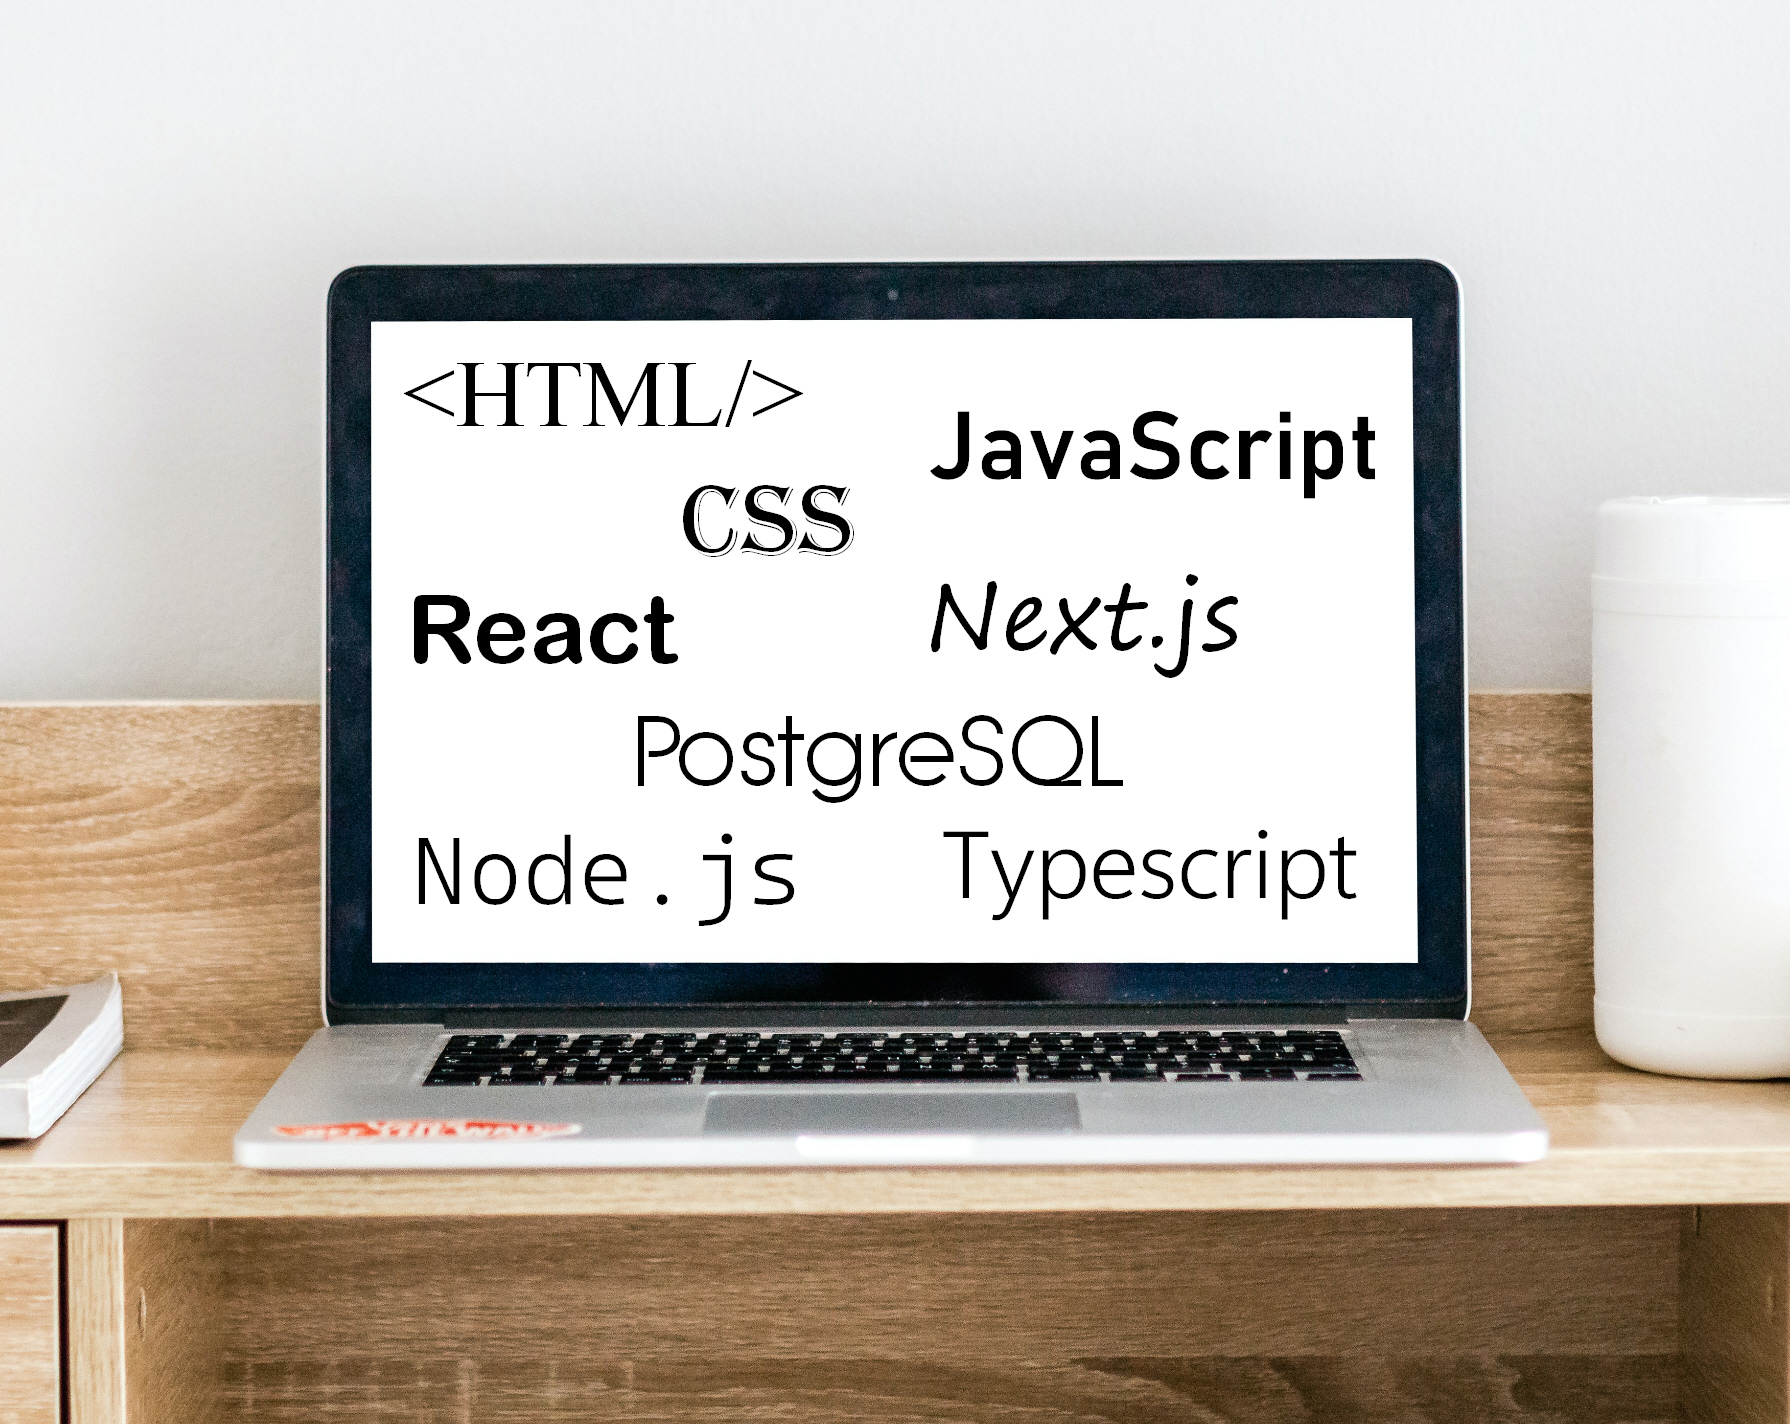 <HTML/>
JavaScript
CSS
React
Next.js
PostgreSQL
Node.js
Typescript